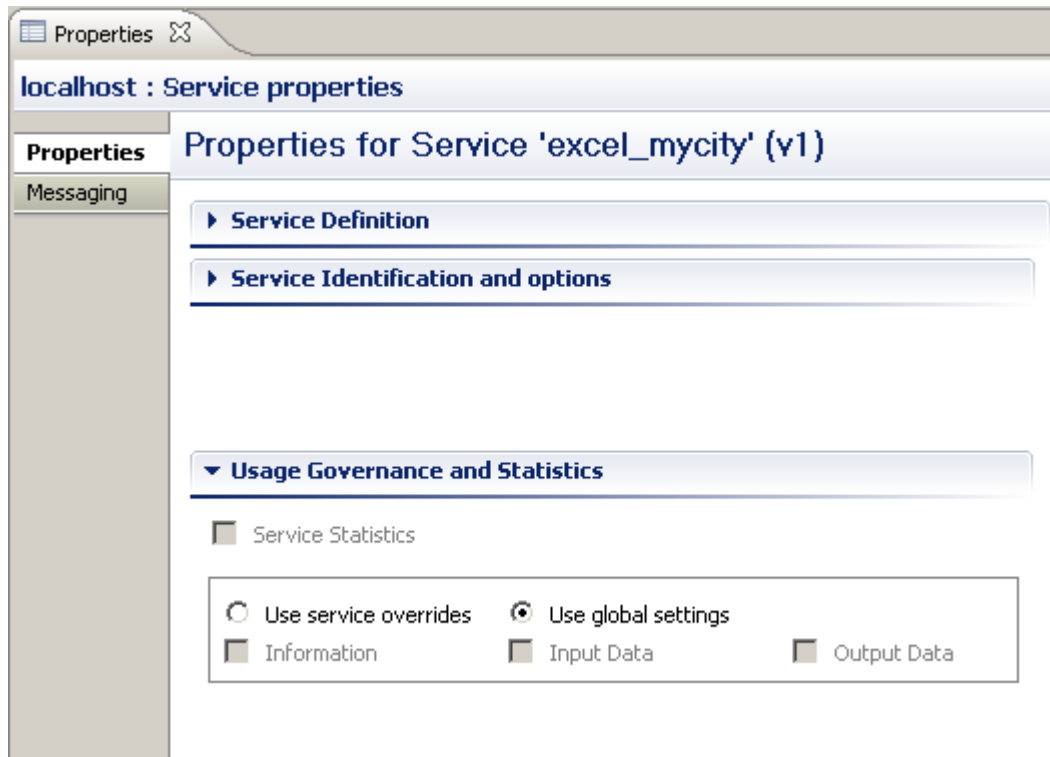 Properties
localhost : Service properties
Properties
Messaging
Properties for Service 'excel_mycity' (v1)
Service Definition
Service Identification and options
Usage Governance and Statistics
Service Statistics
Use service overrides Use global settings
Information Input Data Output Data